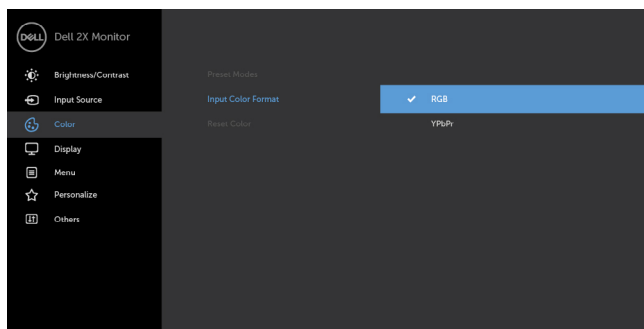 DELL
Dell 2X Monitor
Brightness/Contrast
Input Source
Color
Display
Menu
Personalize
Others
Preset Modes
Input Color Format
Reset Color
RGB
YPbPr